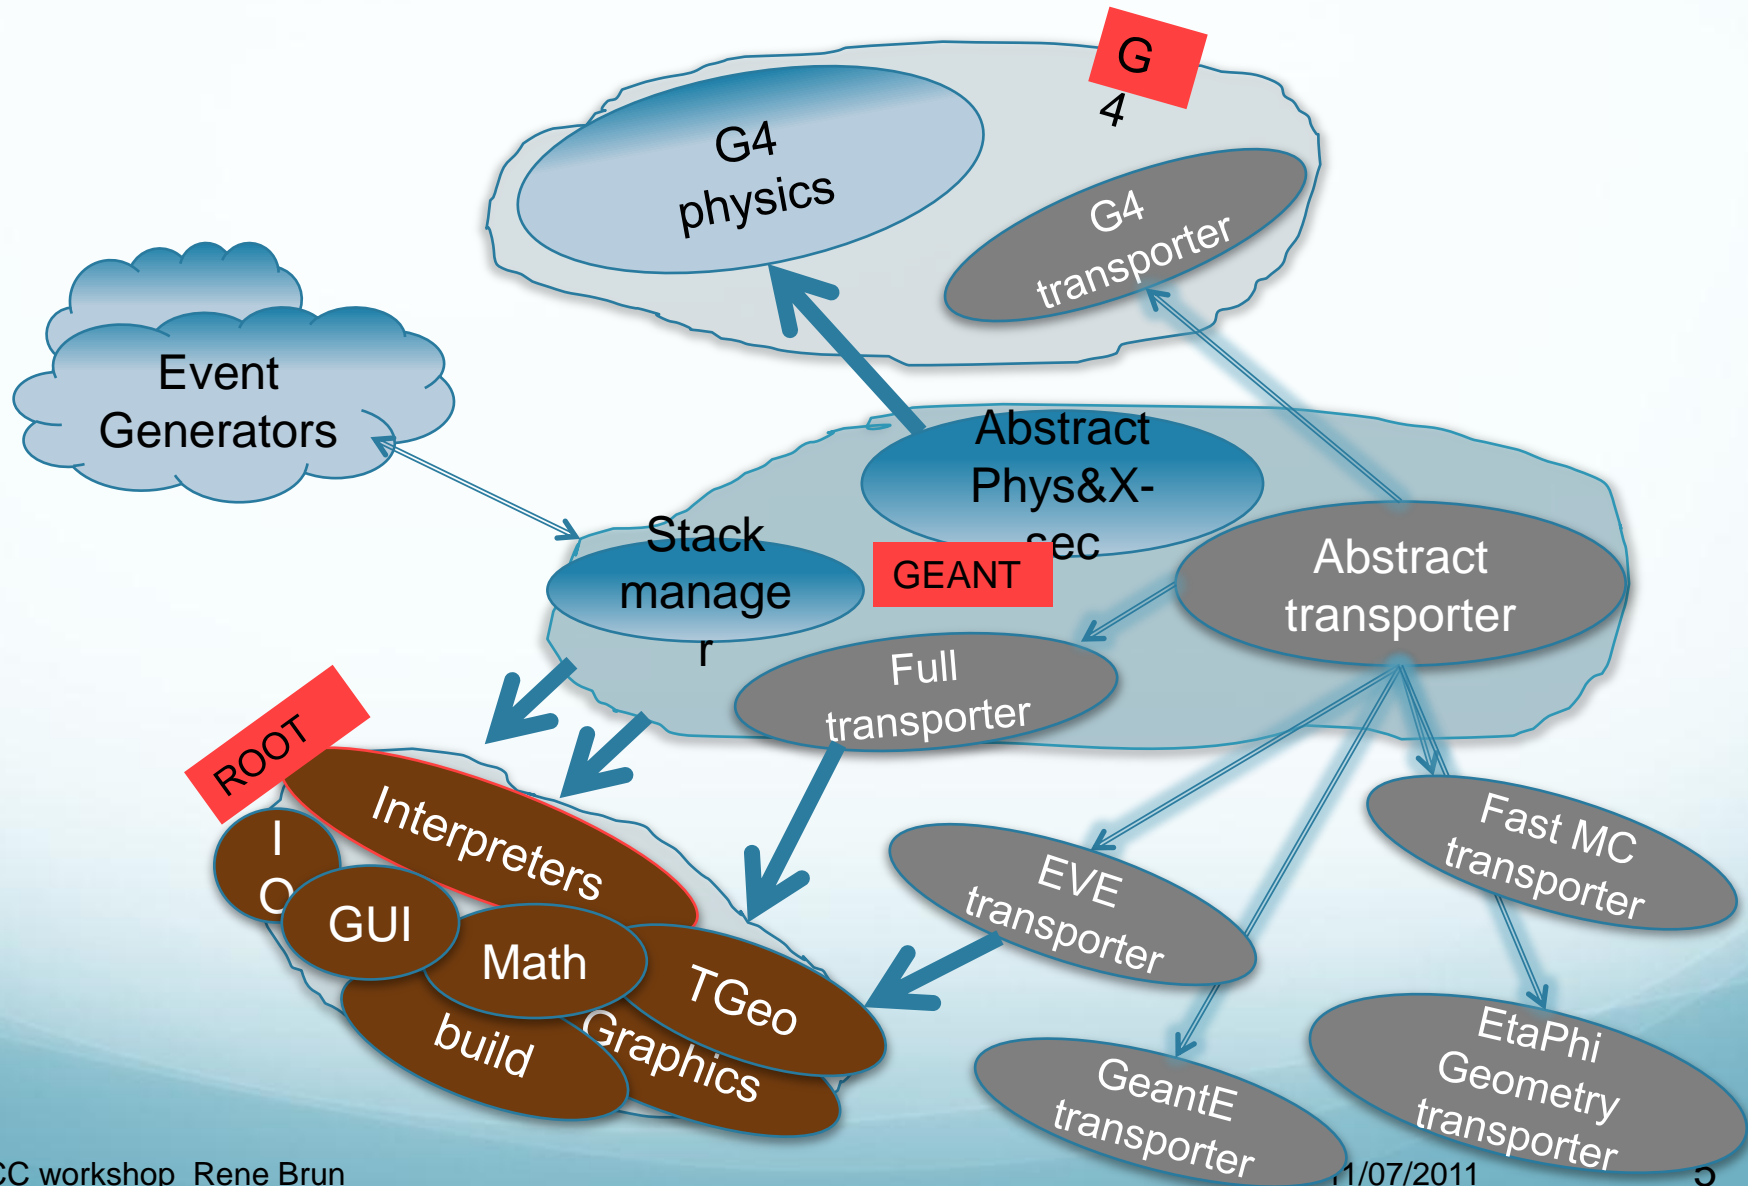 G
4
G4
physics
G4
transporter
Event
Generators
Abstract
Phys&X-
sec
Stack
manage
r
GEANT
Abstract
transporter
Full
transporter
ROOT
Interpreters
I
O
GUI
Math
TGeo
build
Graphics
EVE
transporter
Fast MC
transporter
GeantE
transporter
EtaPhi
Geometry
transporter
CC workshop Rene Brun
1/07/2011
5